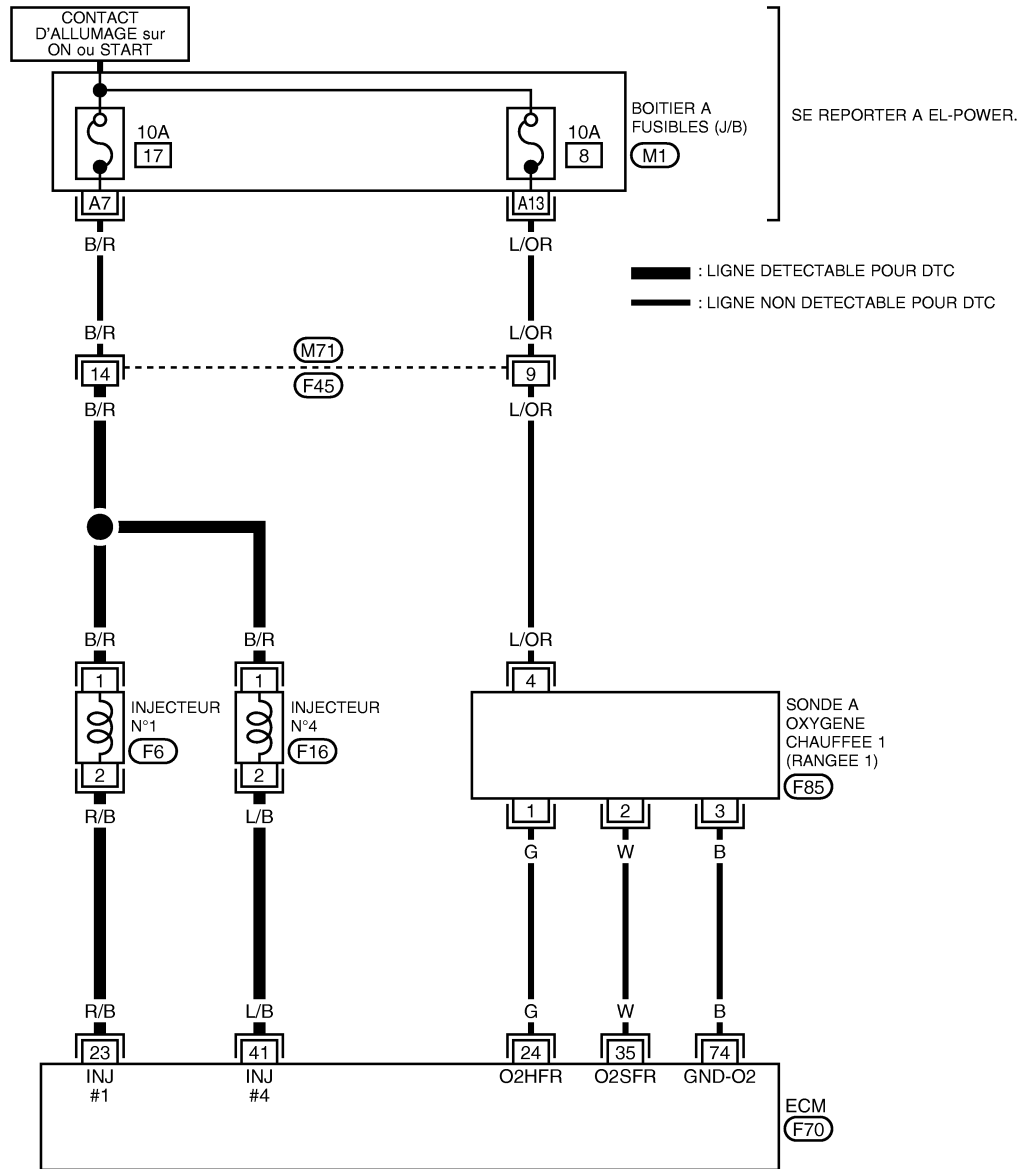 CONTACT
D'ALLUMAGE sur
ON ou START
BOITIER A
FUSIBLES (J/B)
M1
SE REPORTER A EL-POWER.
10A
17
10A
8
A7
A13
B/R
L/OR
: LIGNE DETECTABLE POUR DTC
: LIGNE NON DETECTABLE POUR DTC
B/R
L/OR
M71
14
9
F45
B/R
L/OR
B/R
B/R
L/OR
1
1
4
INJECTEUR
N°1
F6
INJECTEUR
N°4
F16
SONDE A
OXYGENE
CHAUFFEE 1
(RANGEE 1)
F85
2
2
1
2
3
R/B
L/B
G
W
B
R/B
L/B
G
W
B
23
41
24
35
74
INJ
#1
INJ
#4
O2HFR
O2SFR
GND-O2
ECM
F70